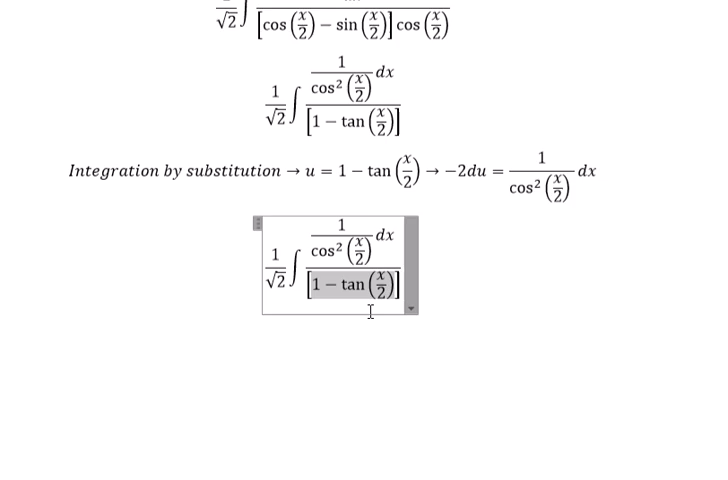 1/√2 ∫ / [cos(x/2) − sin(x/2)] cos(x/2)
1/√2 ∫ (1/cos²(x/2) dx) / [1 − tan(x/2)]
Integration by substitution → u = 1 − tan(x/2) → −2du = 1/cos²(x/2) dx
1/√2 ∫ (1/cos²(x/2) dx) / [1 − tan(x/2)]